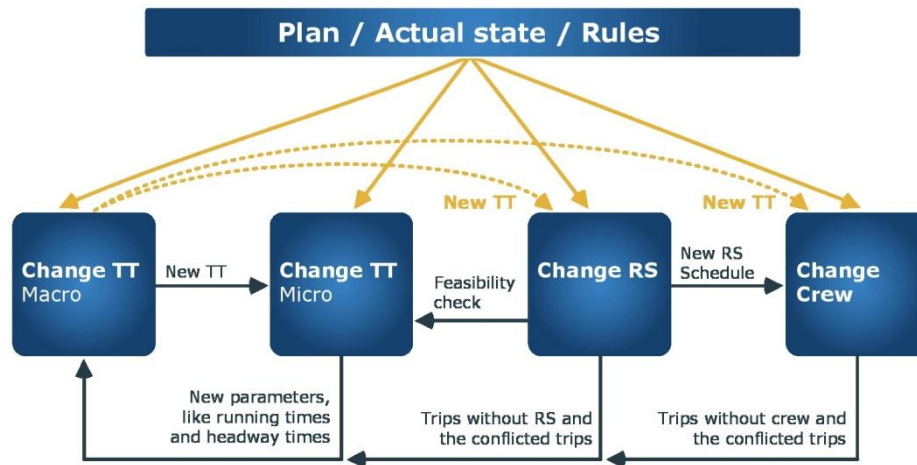 Plan / Actual state / Rules
New TT
New TT
Change TT
Macro
New TT
Change TT
Micro
Feasibility
check
Change RS
New RS
Schedule
Change
Crew
New parameters,
like running times
and headway times
Trips without RS and
the conflicted trips
Trips without crew and
the conflicted trips